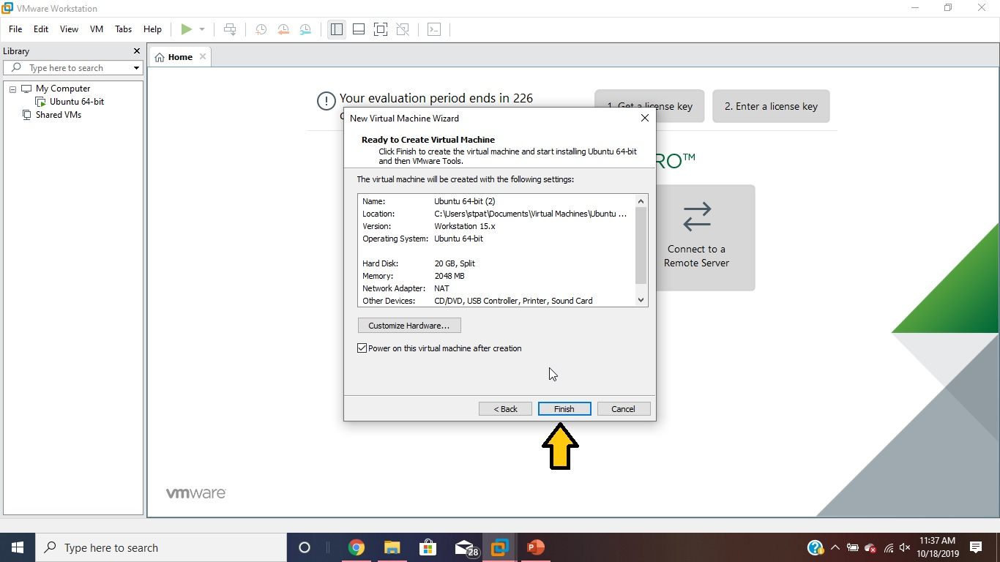 VMware Workstation
File Edit View VM Tabs Help
Library
Type here to search
My Computer
Ubuntu 64-bit
Shared VMs
Home
Your evaluation period ends in 226
1. Get a license key
2. Enter a license key
RO™
Connect to a
Remote Server
New Virtual Machine Wizard
Ready to Create Virtual Machine
Click Finish to create the virtual machine and start installing Ubuntu 64-bit
and then VMware Tools.
The virtual machine will be created with the following settings:
Name: Ubuntu 64-bit (2)
Location: C:\Users\stpat\Documents\Virtual Machines\Ubuntu ...
Version: Workstation 15.x
Operating System: Ubuntu 64-bit
Hard Disk: 20 GB, Split
Memory: 2048 MB
Network Adapter: NAT
Other Devices: CD/DVD, USB Controller, Printer, Sound Card
Customize Hardware...
Power on this virtual machine after creation
< Back Finish Cancel
vmware
Type here to search
28
11:37 AM
10/18/2019